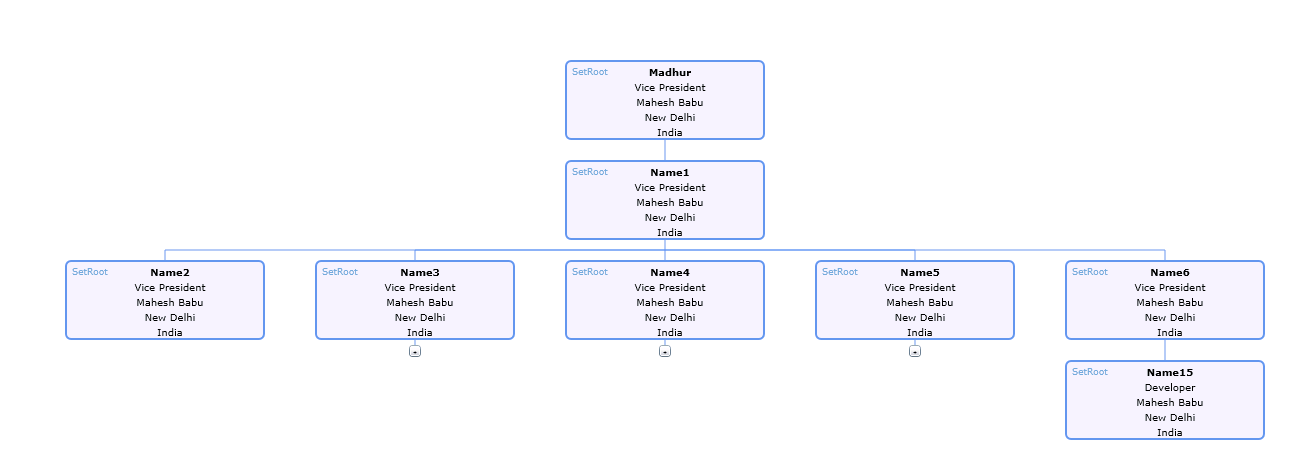 SetRoot
Madhur
Vice President
Mahesh Babu
New Delhi
India
SetRoot
Name1
Vice President
Mahesh Babu
New Delhi
India
SetRoot
Name2
Vice President
Mahesh Babu
New Delhi
India
SetRoot
Name3
Vice President
Mahesh Babu
New Delhi
India
SetRoot
Name4
Vice President
Mahesh Babu
New Delhi
India
SetRoot
Name5
Vice President
Mahesh Babu
New Delhi
India
SetRoot
Name6
Vice President
Mahesh Babu
New Delhi
India
SetRoot
Name15
Developer
Mahesh Babu
New Delhi
India